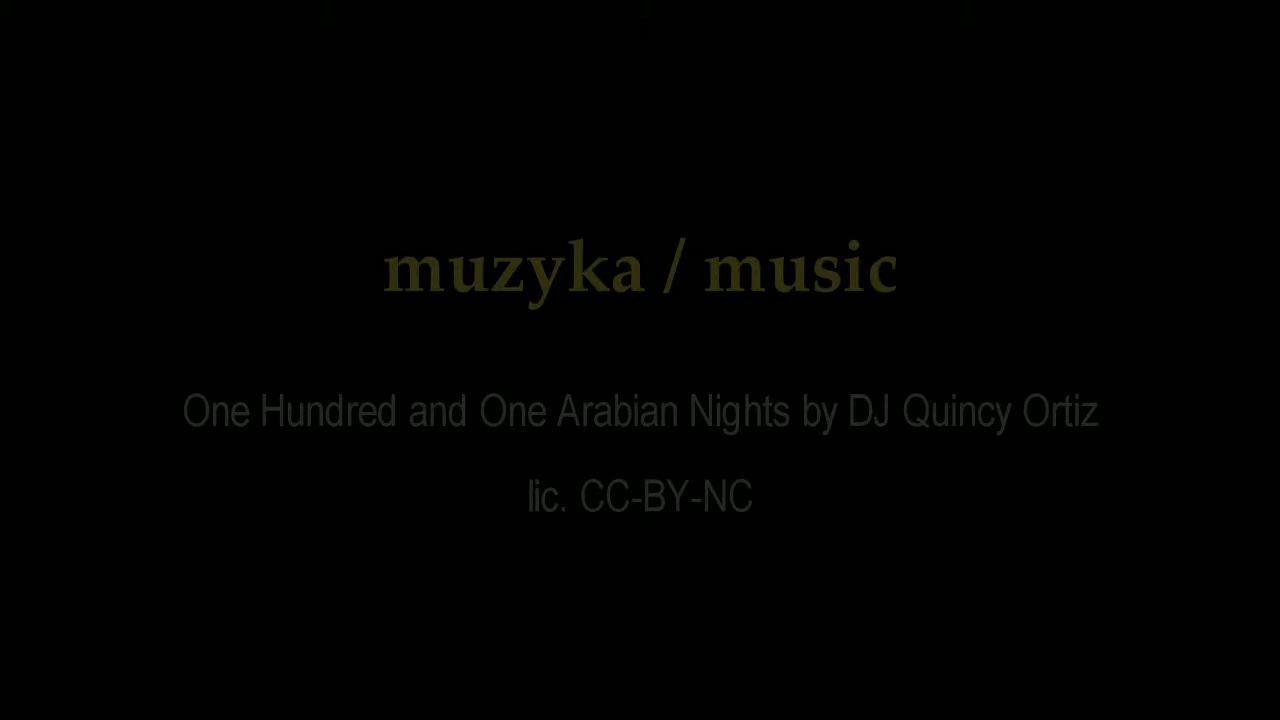 muzyka / music
One Hundred and One Arabian Nights by DJ Quincy Ortiz
lic. CC-BY-NC